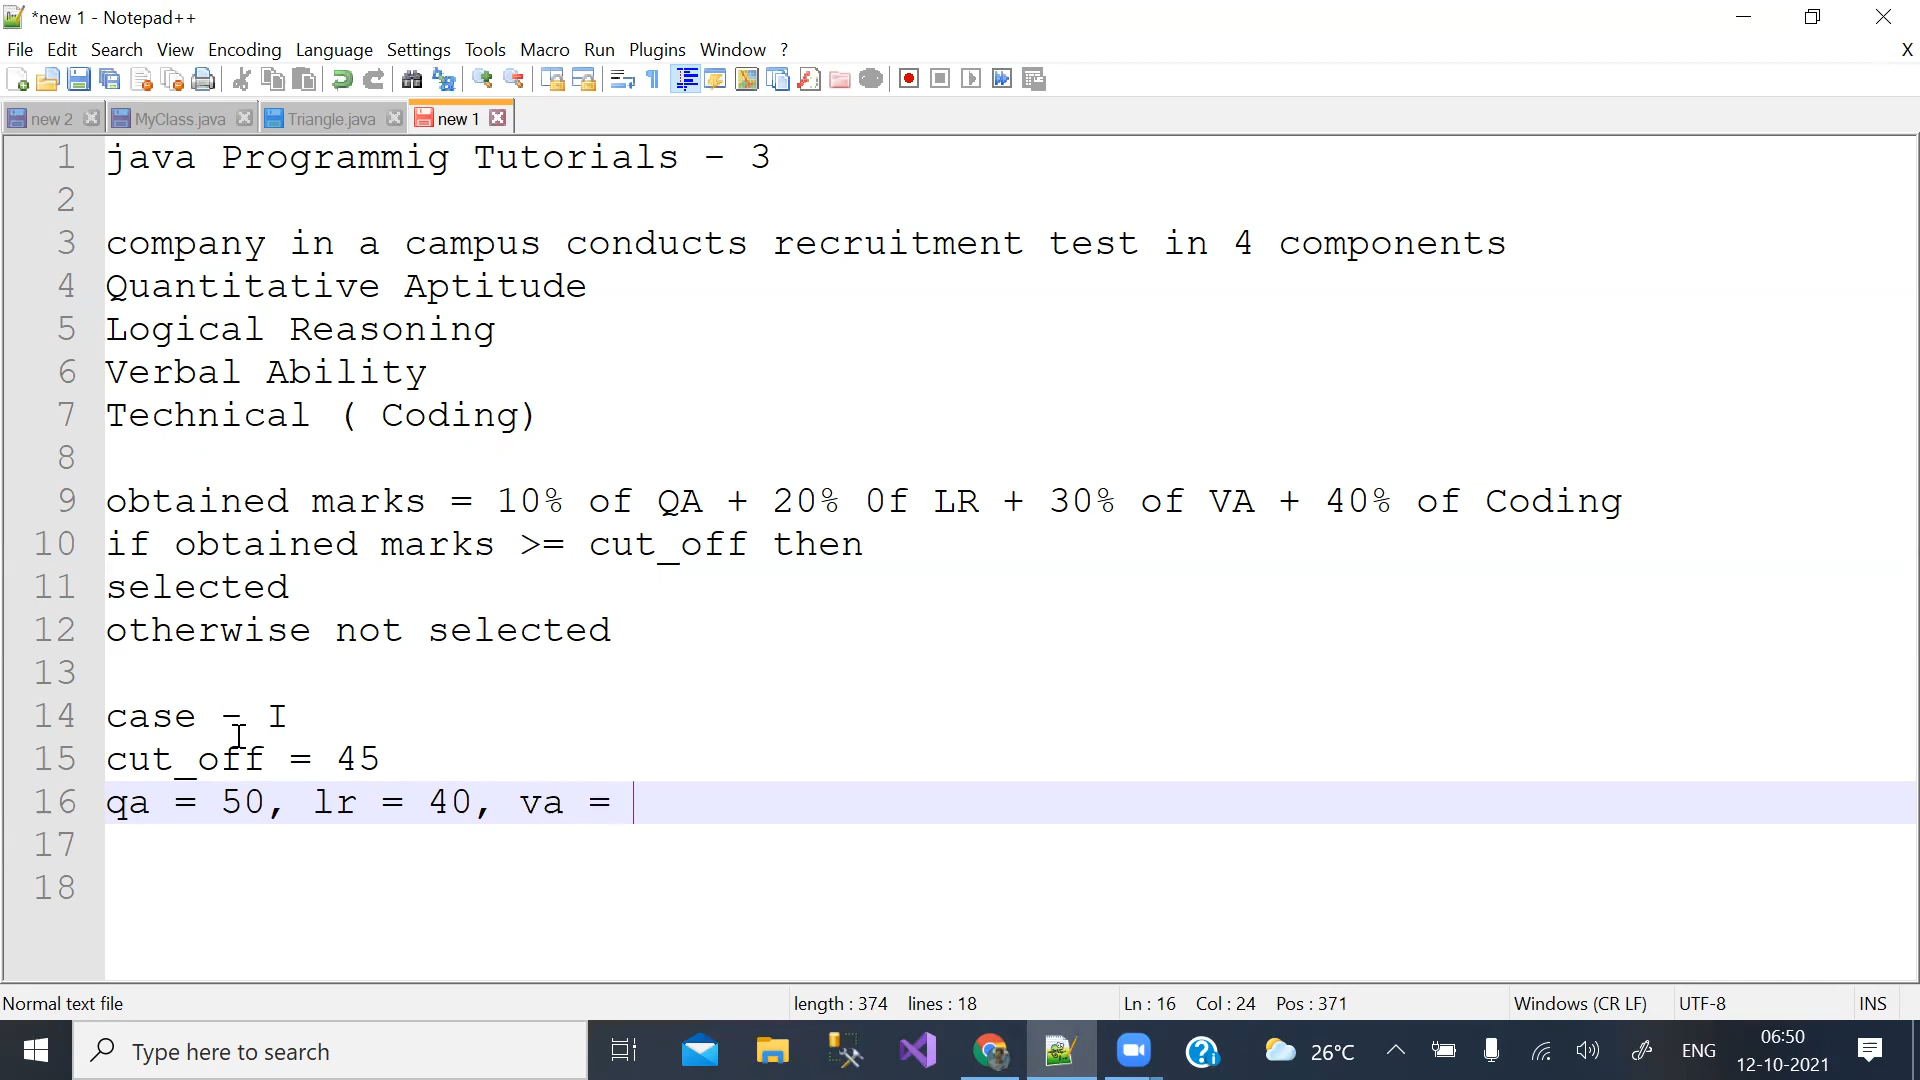 *new 1 - Notepad++
File Edit Search View Encoding Language Settings Tools Macro Run Plugins Window ? X
new 2 MyClass.java Triangle.java new 1
1 java Programmig Tutorials - 3
2
3 company in a campus conducts recruitment test in 4 components
4 Quantitative Aptitude
5 Logical Reasoning
6 Verbal Ability
7 Technical ( Coding)
8
9 obtained marks = 10% of QA + 20% 0f LR + 30% of VA + 40% of Coding
10 if obtained marks >= cut_off then
11 selected
12 otherwise not selected
13
14 case - I
15 cut_off = 45
16 qa = 50, lr = 40, va =
17
18
Normal text file length : 374 lines : 18 Ln : 16 Col : 24 Pos : 371 Windows (CR LF) UTF-8 INS
Type here to search 26°C ENG 06:50
12-10-2021